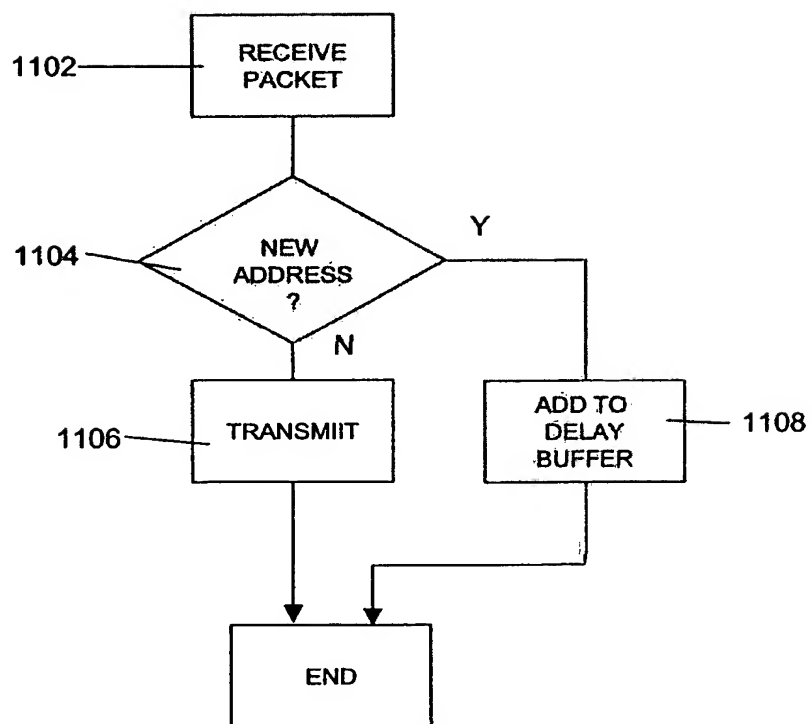 1102
RECEIVE
PACKET
1104
NEW
ADDRESS
?
Y
N
1106
TRANSMIIT
ADD TO
DELAY
BUFFER
1108
END